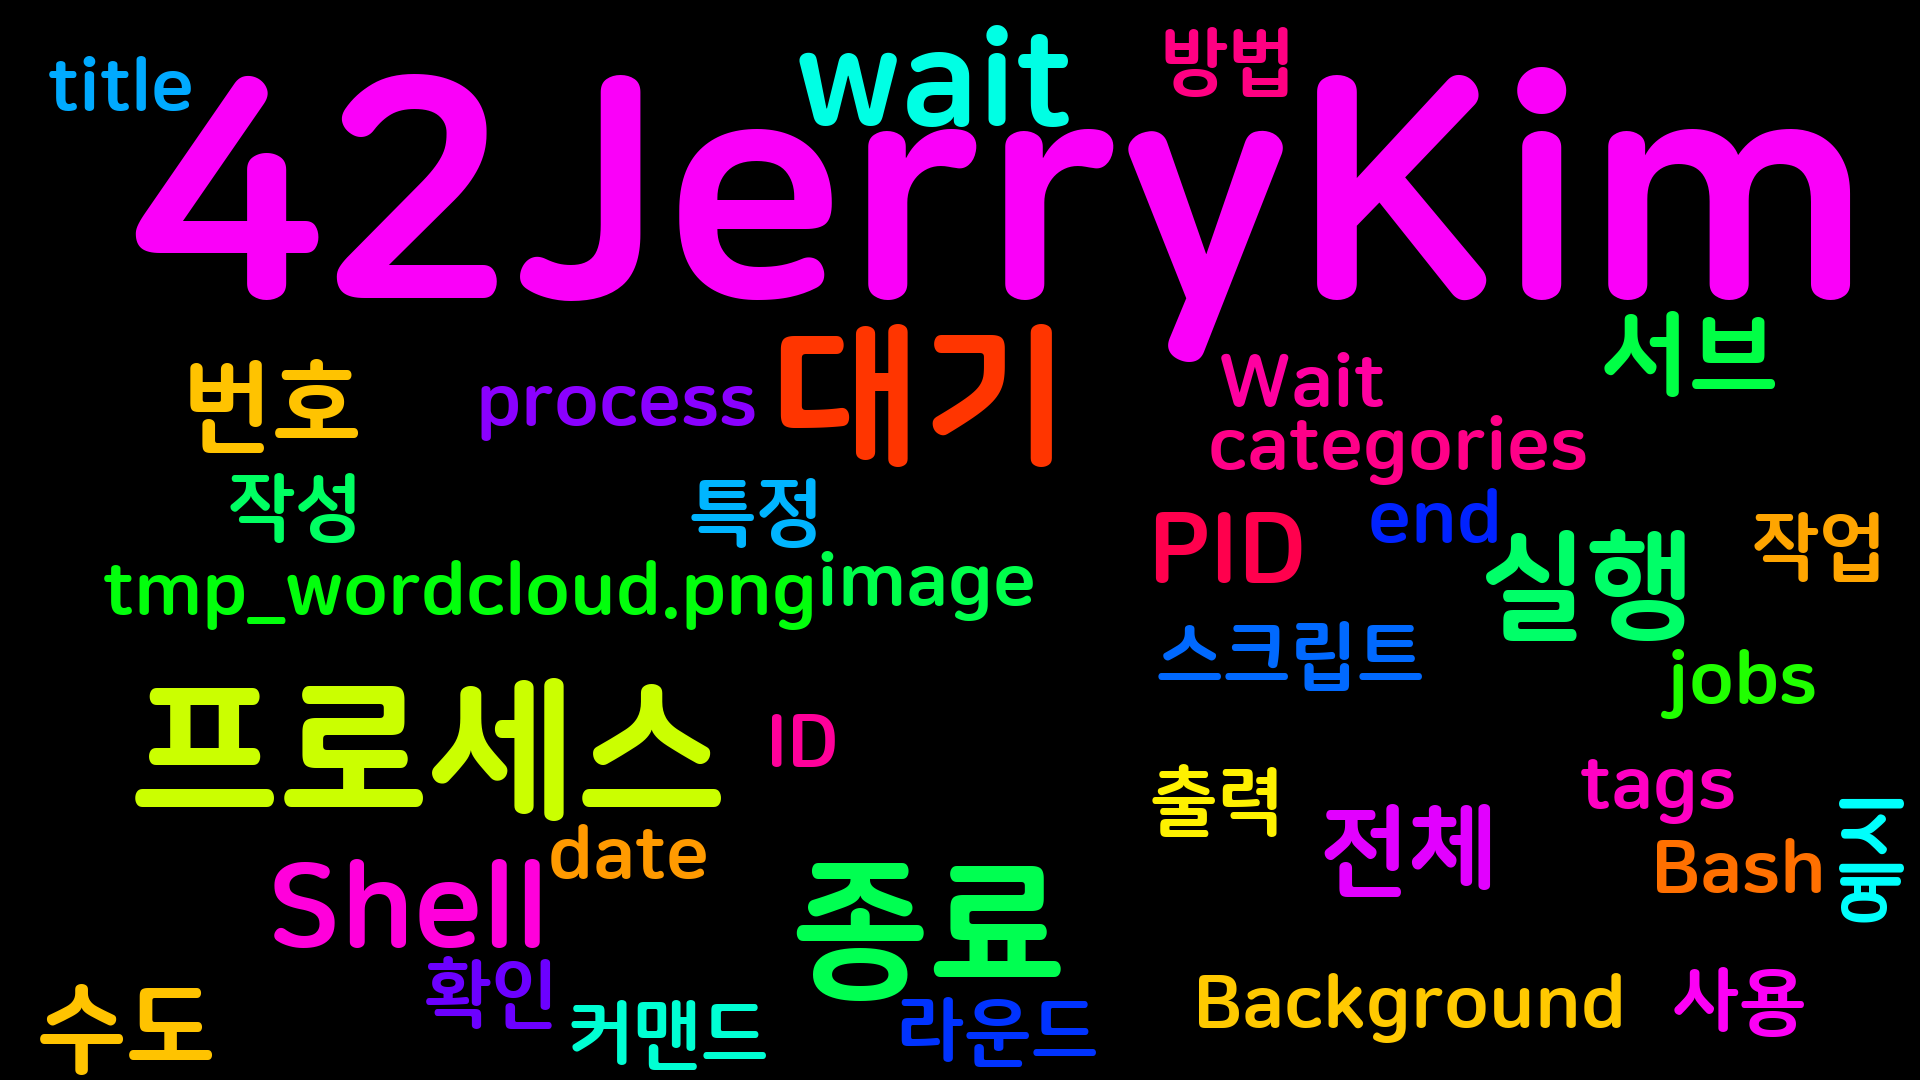 title
wait
방법
42JerryKim
서브
번호
process
대기
Wait
categories
작성
특정
PID
end
실행
작업
tmp_wordcloud.png
image
스크립트
jobs
프로세스
ID
출력
전체
tags
Bash
시용
date
Shell
종료
확인
수도
커맨드
라운드
Background
사용